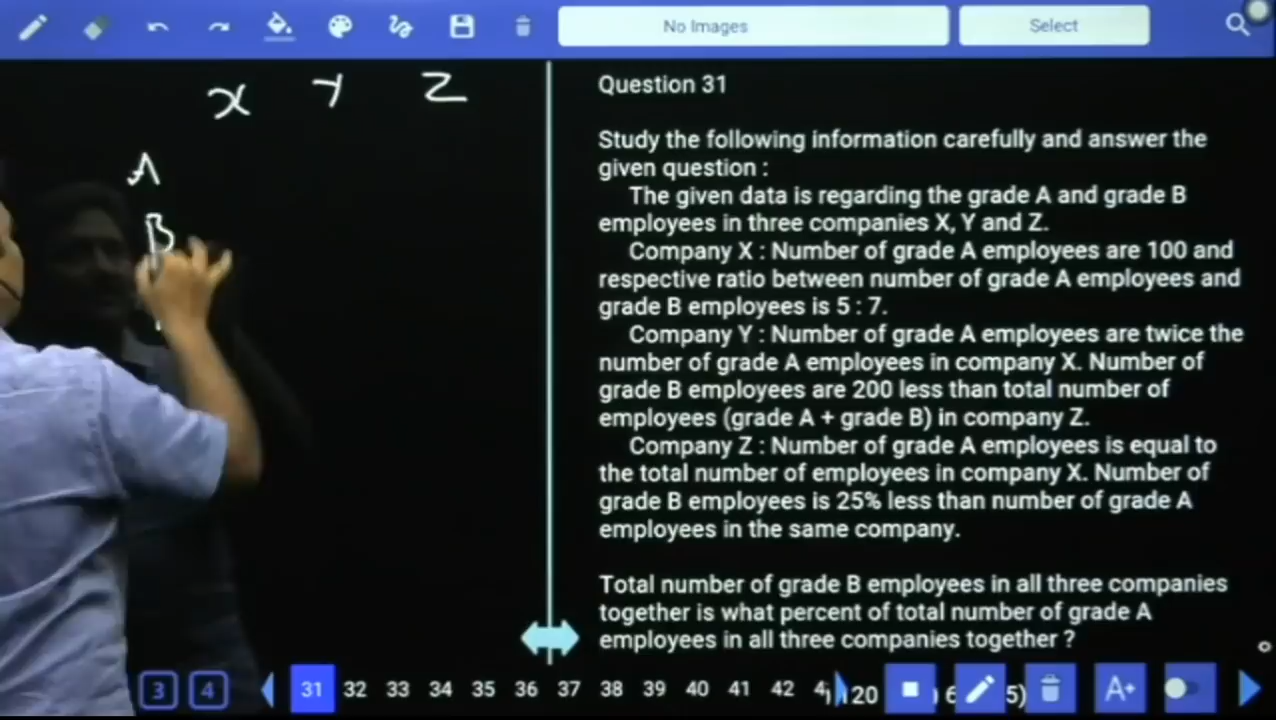 No Images
Select
X Y Z
A
B
Question 31
Study the following information carefully and answer the
given question :
The given data is regarding the grade A and grade B
employees in three companies X, Y and Z.
Company X : Number of grade A employees are 100 and
respective ratio between number of grade A employees and
grade B employees is 5 : 7.
Company Y : Number of grade A employees are twice the
number of grade A employees in company X. Number of
grade B employees are 200 less than total number of
employees (grade A + grade B) in company Z.
Company Z : Number of grade A employees is equal to
the total number of employees in company X. Number of
grade B employees is 25% less than number of grade A
employees in the same company.
Total number of grade B employees in all three companies
together is what percent of total number of grade A
employees in all three companies together ?
3 4 31 32 33 34 35 36 37 38 39 40 41 42 4 120 6 5) A+